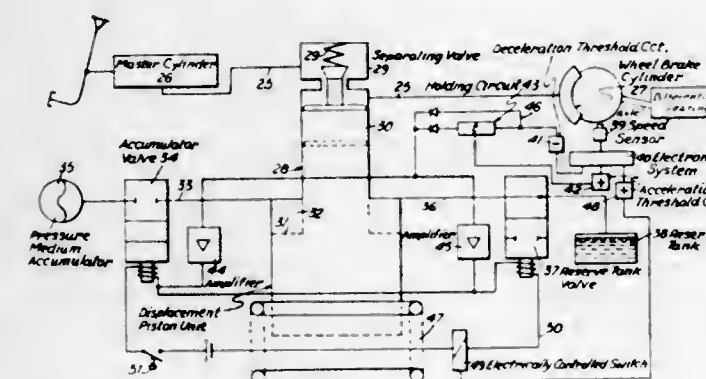 29
Separating Valve
29
Deceleration Threshold Cct.
Wheel Brake
Cylinder
27
Master Cylinder
26
25
25
Holding Circuit 43
46
30
39 Speed
Sensor
41
40 Electron
System
Accumulator
Valve 34
35
33
28
32
31
36
Acceleration
Threshold C
48
38 Reser
Tank
Pressure
Medium
Accumulator
44
Amplifier
Amplifier
45
37 Reserve Tank
Valve
Displacement
Piston Unit
47
50
51
49 Electrically Controlled Switch